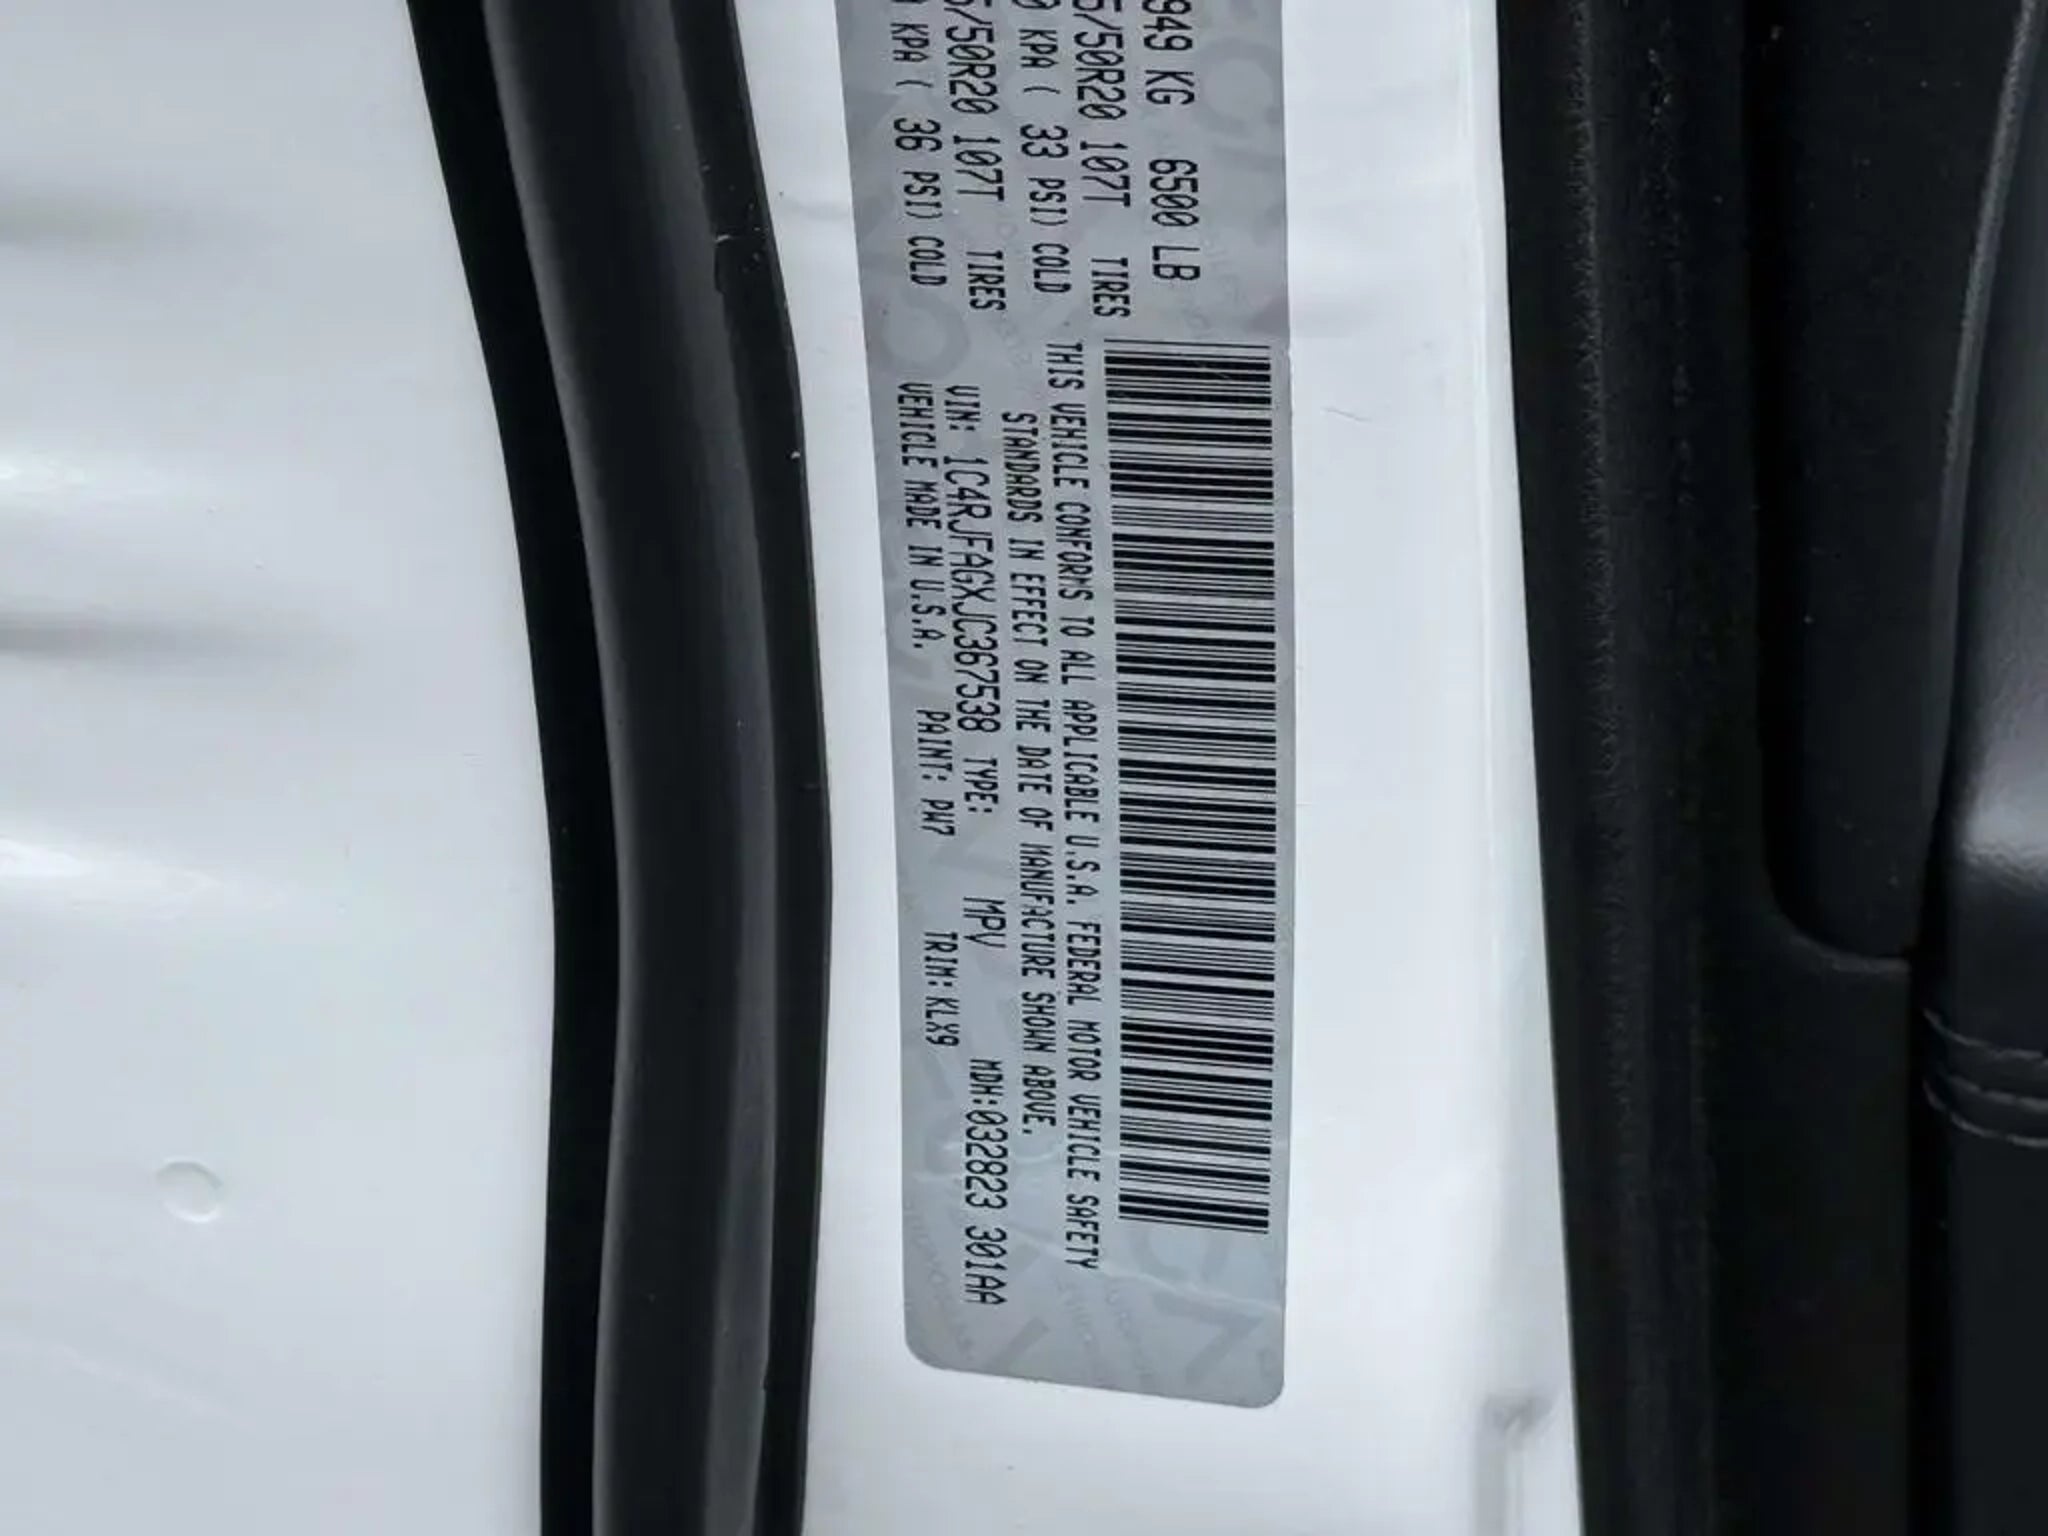 949 KG 6500 LB
5/50R20 107T TIRES
0 KPA ( 33 PSI) COLD
5/50R20 107T TIRES
KPA ( 36 PSI) COLD
THIS VEHICLE CONFORMS TO ALL APPLICABLE U.S.A. FEDERAL MOTOR VEHICLE SAFETY
STANDARDS IN EFFECT ON THE DATE OF MANUFACTURE SHOWN ABOVE.
VIN: 1C4RJFAGXJC367538 TYPE: MPV MDH:032823 301AA
VEHICLE MADE IN U.S.A. PAINT: PW7 TRIM: KLX9